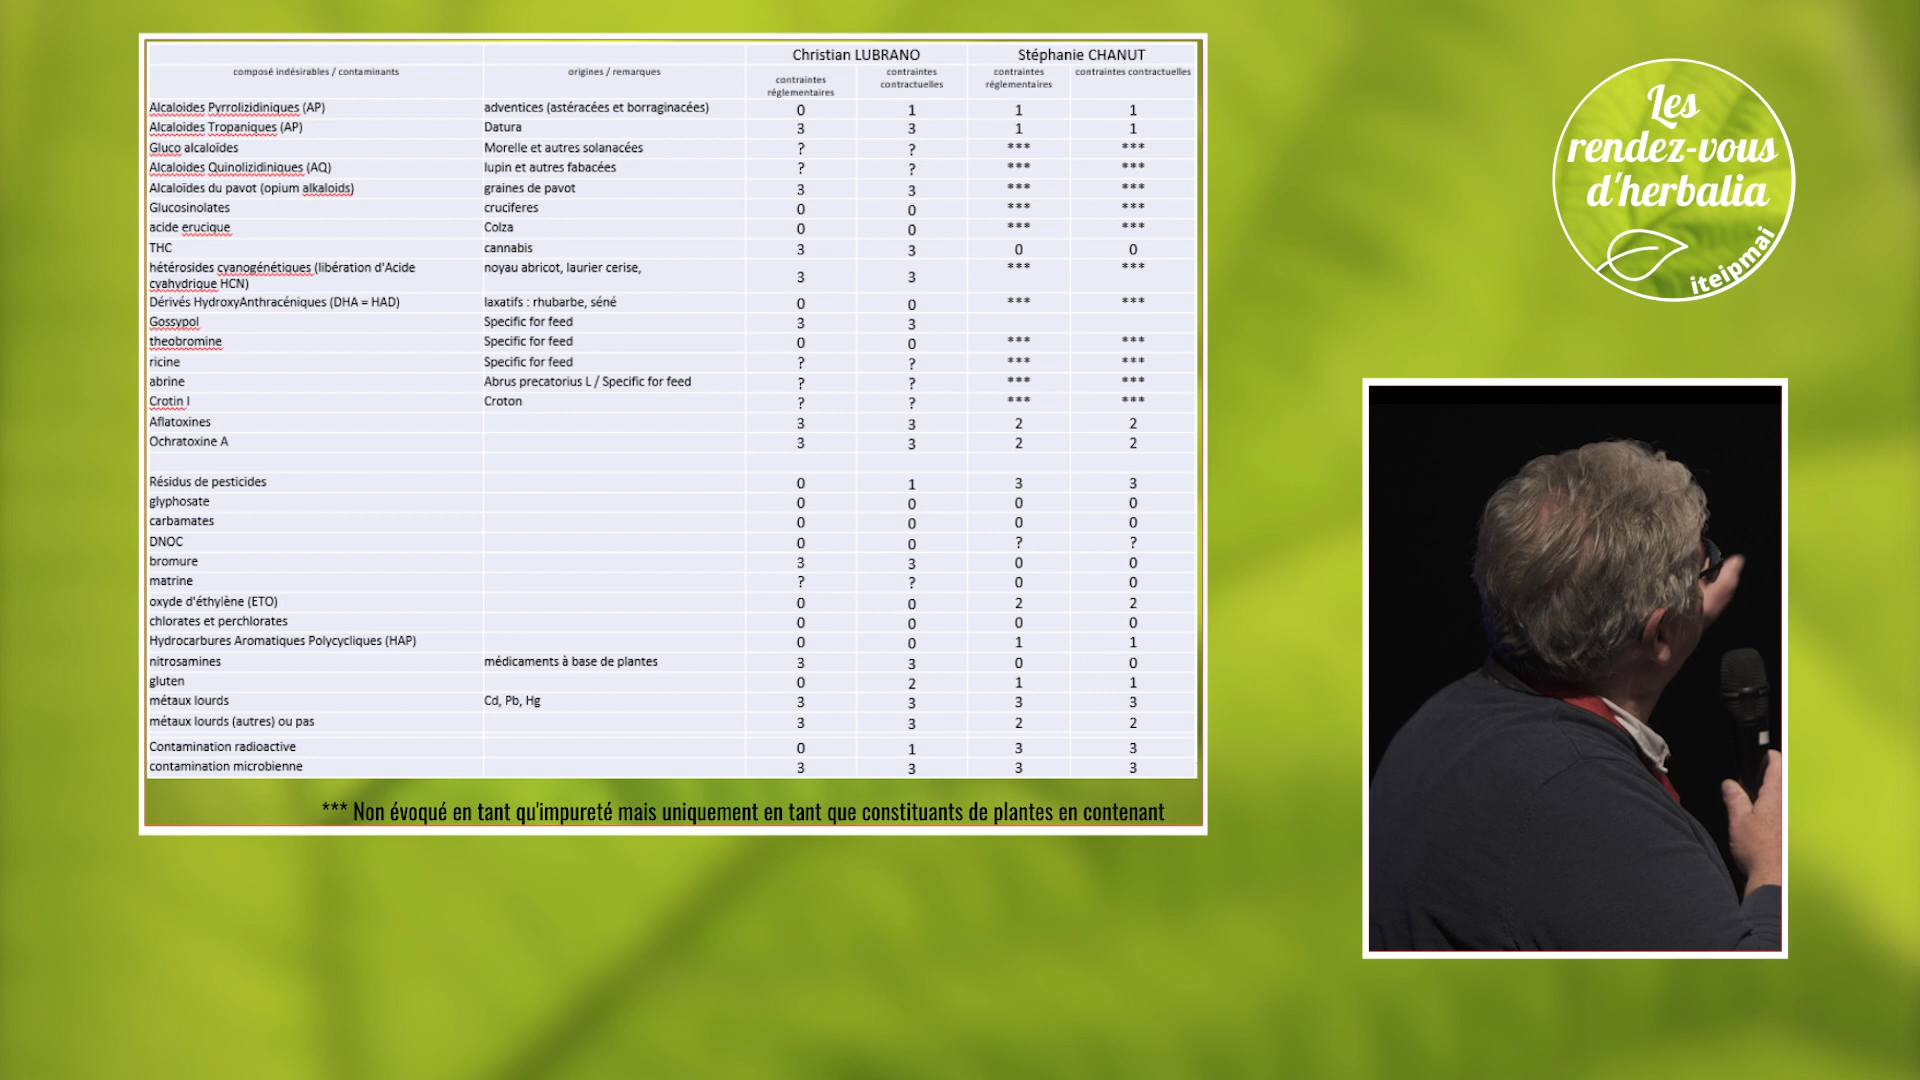 Christian LUBRANO Stéphanie CHANUT
composé indésirables / contaminants origines / remarques contraintes réglementaires contraintes contractuelles contraintes réglementaires contraintes contractuelles
Alcaloides Pyrrolizidiniques (AP) adventices (astéracées et borraginacées) 0 1 1 1
Alcaloides Tropaniques (AP) Datura 3 3 1 1
Gluco alcaloïdes Morelle et autres solanacées ? ? *** ***
Alcaloides Quinolizidiniques (AQ) lupin et autres fabacées ? ? *** ***
Alcaloïdes du pavot (opium alkaloids) graines de pavot 3 3 *** ***
Glucosinolates cruciferes 0 0 *** ***
acide erucique Colza 0 0 *** ***
THC cannabis 3 3 0 0
hétérosides cyanogénétiques (libération d'Acide
cyahydrique HCN) noyau abricot, laurier cerise, 3 3 *** ***
Dérivés HydroxyAnthracéniques (DHA = HAD) laxatifs : rhubarbe, séné 0 0 *** ***
Gossypol Specific for feed 3 3
theobromine Specific for feed 0 0 *** ***
ricine Specific for feed ? ? *** ***
abrine Abrus precatorius L / Specific for feed ? ? *** ***
Crotin I Croton ? ? *** ***
Aflatoxines 3 3 2 2
Ochratoxine A 3 3 2 2
Résidus de pesticides 0 1 3 3
glyphosate 0 0 0 0
carbamates 0 0 0 0
DNOC 0 0 ? ?
bromure 3 3 0 0
matrine ? ? 0 0
oxyde d'éthylène (ETO) 0 0 2 2
chlorates et perchlorates 0 0 0 0
Hydrocarbures Aromatiques Polycycliques (HAP) 0 0 1 1
nitrosamines médicaments à base de plantes 3 3 0 0
gluten 0 2 1 1
métaux lourds Cd, Pb, Hg 3 3 3 3
métaux lourds (autres) ou pas 3 3 2 2
Contamination radioactive 0 1 3 3
contamination microbienne 3 3 3 3
*** Non évoqué en tant qu'impureté mais uniquement en tant que constituants de plantes en contenant
Les
rendez-vous
d'herbalia
iteipmai